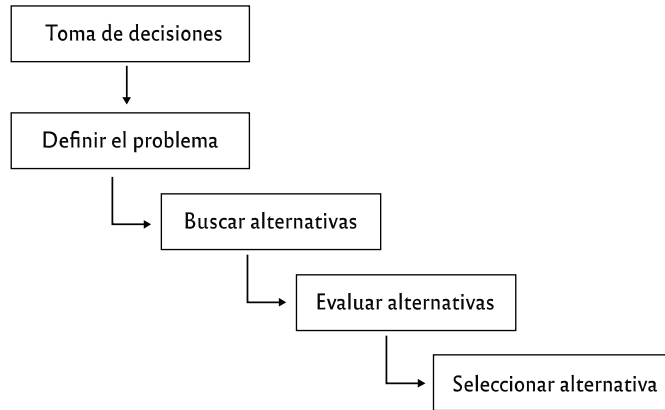 Toma de decisiones
Definir el problema
Buscar alternativas
Evaluar alternativas
Seleccionar alternativa